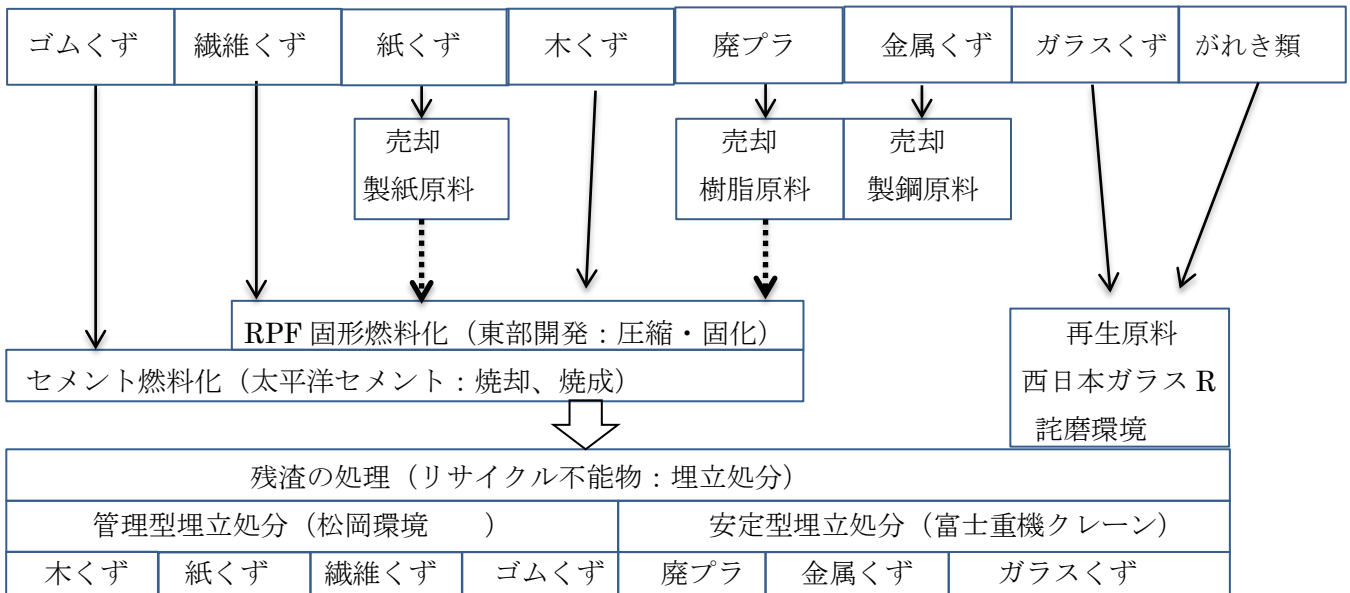 ゴムくず 繊維くず 紙くず 木くず 廃プラ 金属くず ガラスくず がれき類
売却 売却 売却
製紙原料 樹脂原料 製鋼原料
RPF 固形燃料化（東部開発：圧縮・固化） 再生原料
セメント燃料化（太平洋セメント：焼却、焼成） 西日本ガラス R
詫磨環境
残渣の処理（リサイクル不能物：埋立処分）
管理型埋立処分（松岡環境　　） 安定型埋立処分（富士重機クレーン）
木くず 紙くず 繊維くず ゴムくず 廃プラ 金属くず ガラスくず